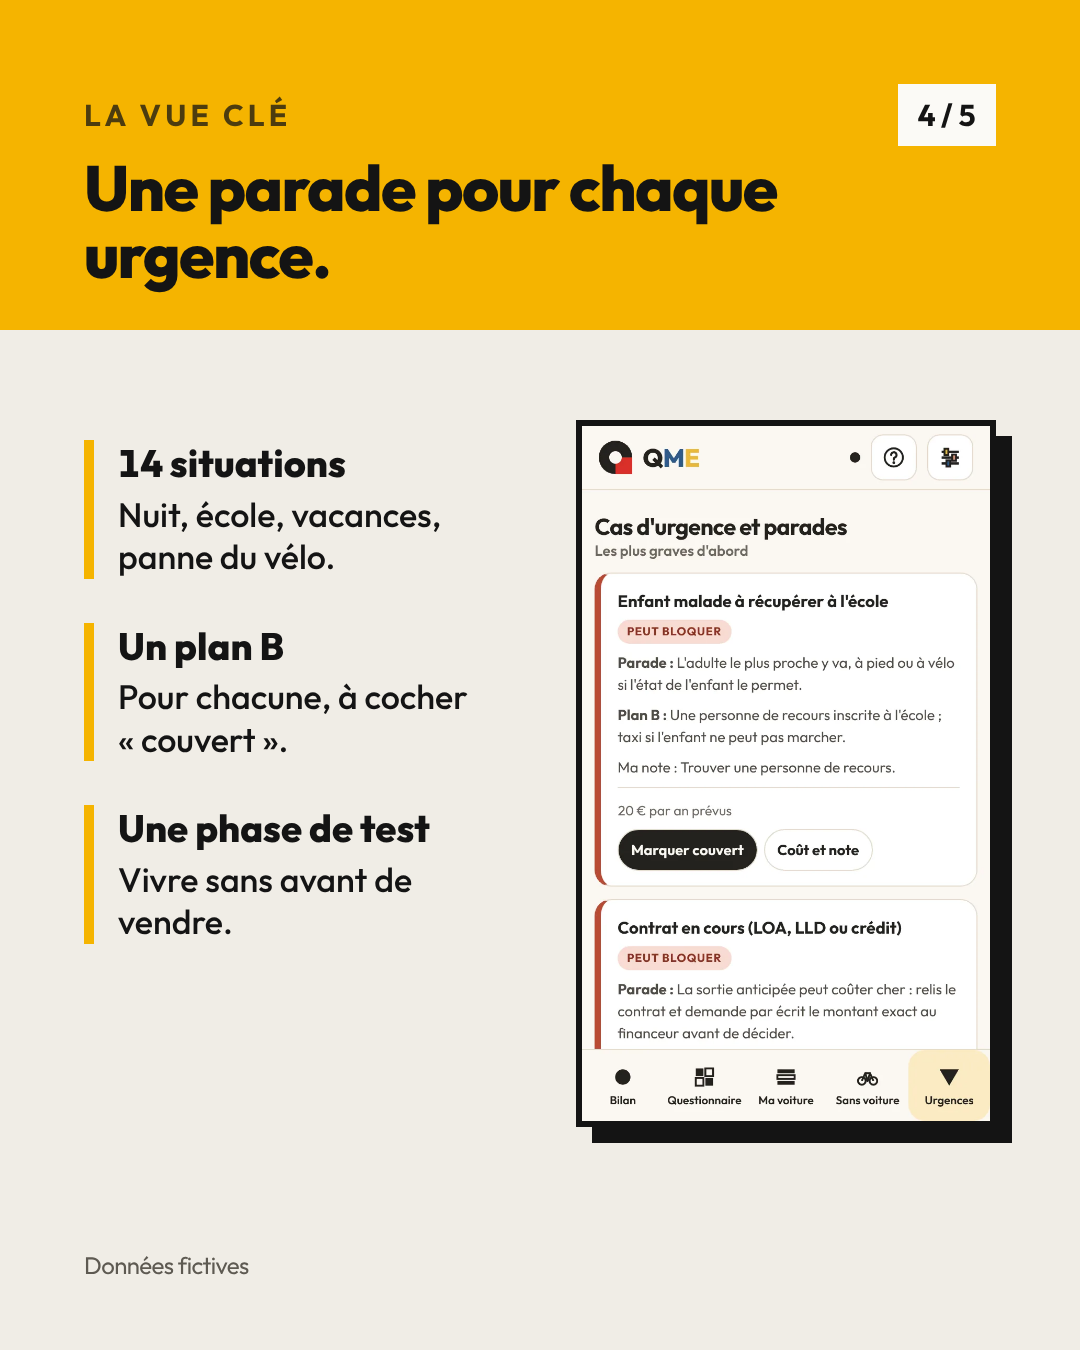 LA VUE CLÉ
4 / 5
Une parade pour chaque
urgence.
14 situations
Nuit, école, vacances,
panne du vélo.
Un plan B
Pour chacune, à cocher
« couvert ».
Une phase de test
Vivre sans avant de
vendre.
QME
Cas d'urgence et parades
Les plus graves d'abord
Enfant malade à récupérer à l'école
PEUT BLOQUER
Parade : L'adulte le plus proche y va, à pied ou à vélo
si l'état de l'enfant le permet.
Plan B : Une personne de recours inscrite à l'école ;
taxi si l'enfant ne peut pas marcher.
Ma note : Trouver une personne de recours.
20 € par an prévus
Marquer couvert
Coût et note
Contrat en cours (LOA, LLD ou crédit)
PEUT BLOQUER
Parade : La sortie anticipée peut coûter cher : relis le
contrat et demande par écrit le montant exact au
financeur avant de décider.
Bilan
Questionnaire
Ma voiture
Sans voiture
Urgences
Données fictives